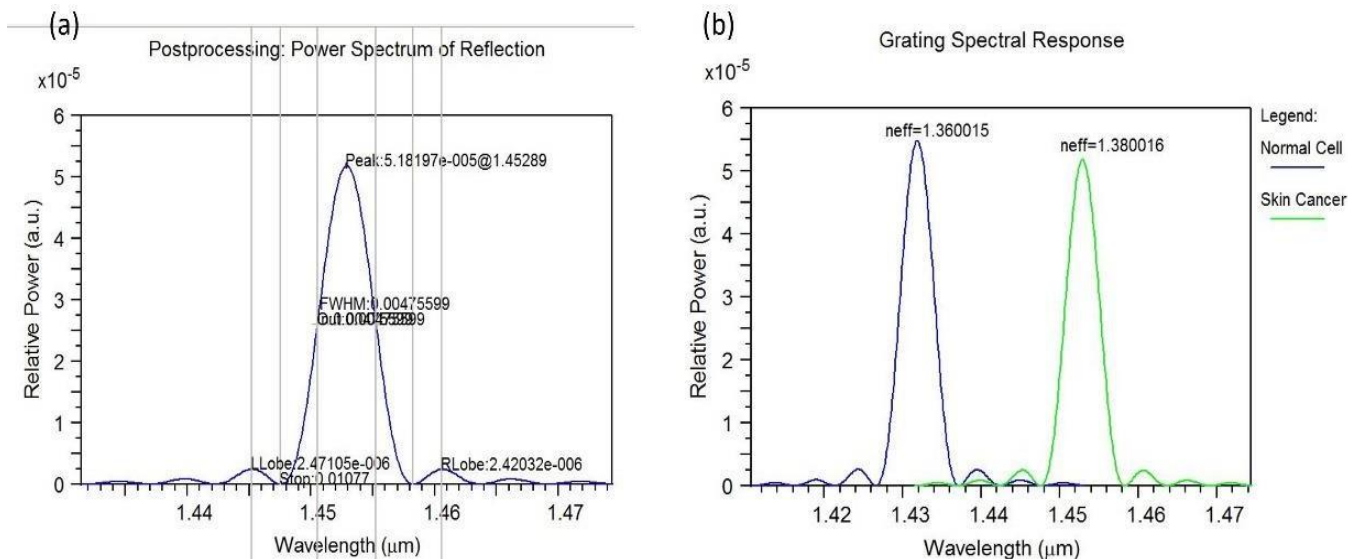 (a)
Postprocessing: Power Spectrum of Reflection
x10-5
6
5
4
3
2
1
0
Relative Power (a.u.)
Peak:5.18197e-005@1.45289
FWHM:0.00475599
LLobe:2.47105e-006
RLobe:2.42032e-006
Stop:0.01077
1.44
1.45
1.46
1.47
Wavelength (μm)
(b)
Grating Spectral Response
x10-5
6
5
4
3
2
1
0
Relative Power (a.u.)
neff=1.360015
neff=1.380016
1.42
1.43
1.44
1.45
1.46
1.47
Wavelength (μm)
Legend:
Normal Cell
Skin Cancer